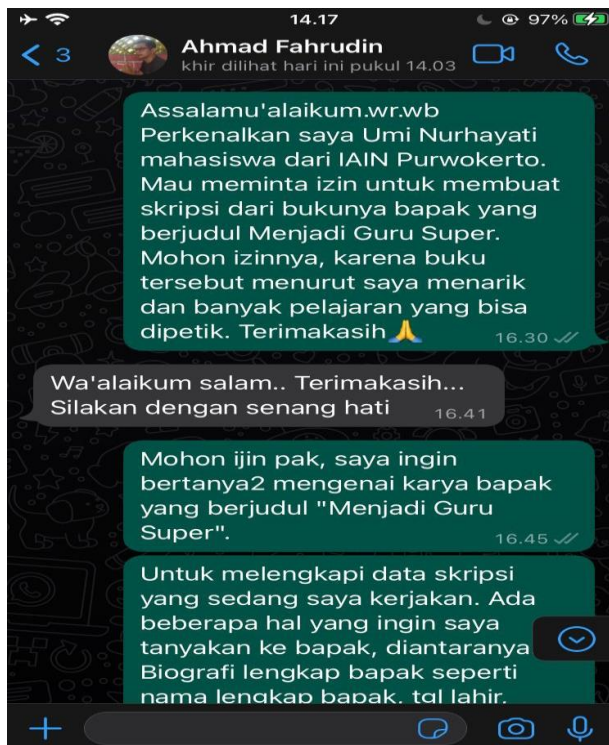 14.17
97%
3
Ahmad Fahrudin
khir dilihat hari ini pukul 14.03
Assalamu'alaikum.wr.wb
Perkenalkan saya Umi Nurhayati
mahasiswa dari IAIN Purwokerto.
Mau meminta izin untuk membuat
skripsi dari bukunya bapak yang
berjudul Menjadi Guru Super.
Mohon izinnya, karena buku
tersebut menurut saya menarik
dan banyak pelajaran yang bisa
dipetik. Terimakasih🙏
16.30
Wa'alaikum salam.. Terimakasih...
Silakan dengan senang hati
16.41
Mohon ijin pak, saya ingin
bertanya2 mengenai karya bapak
yang berjudul "Menjadi Guru
Super".
16.45
Untuk melengkapi data skripsi
yang sedang saya kerjakan. Ada
beberapa hal yang ingin saya
tanyakan ke bapak, diantaranya
Biografi lengkap bapak seperti
nama lengkap bapak, tgl lahir,